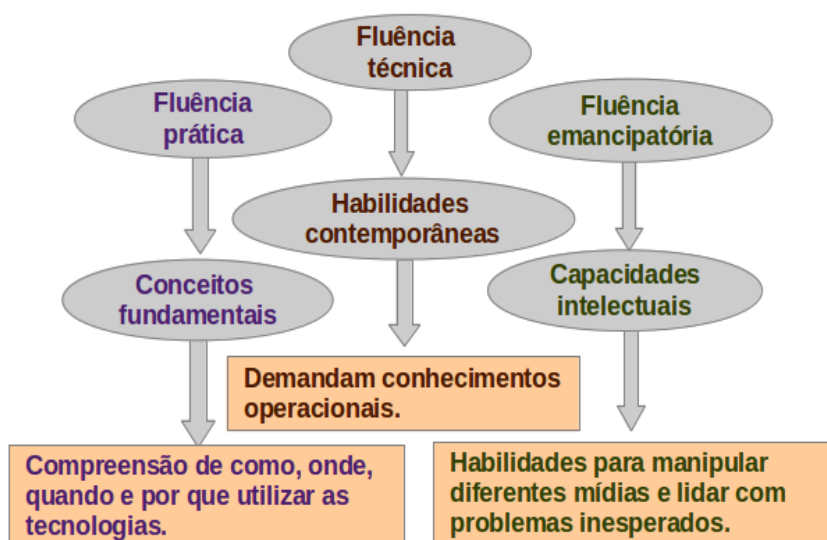 Fluência
técnica
Fluência
prática
Fluência
emancipatória
Habilidades
contemporâneas
Conceitos
fundamentais
Capacidades
intelectuais
Demandam conhecimentos
operacionais.
Compreensão de como, onde,
quando e por que utilizar as
tecnologias.
Habilidades para manipular
diferentes mídias e lidar com
problemas inesperados.